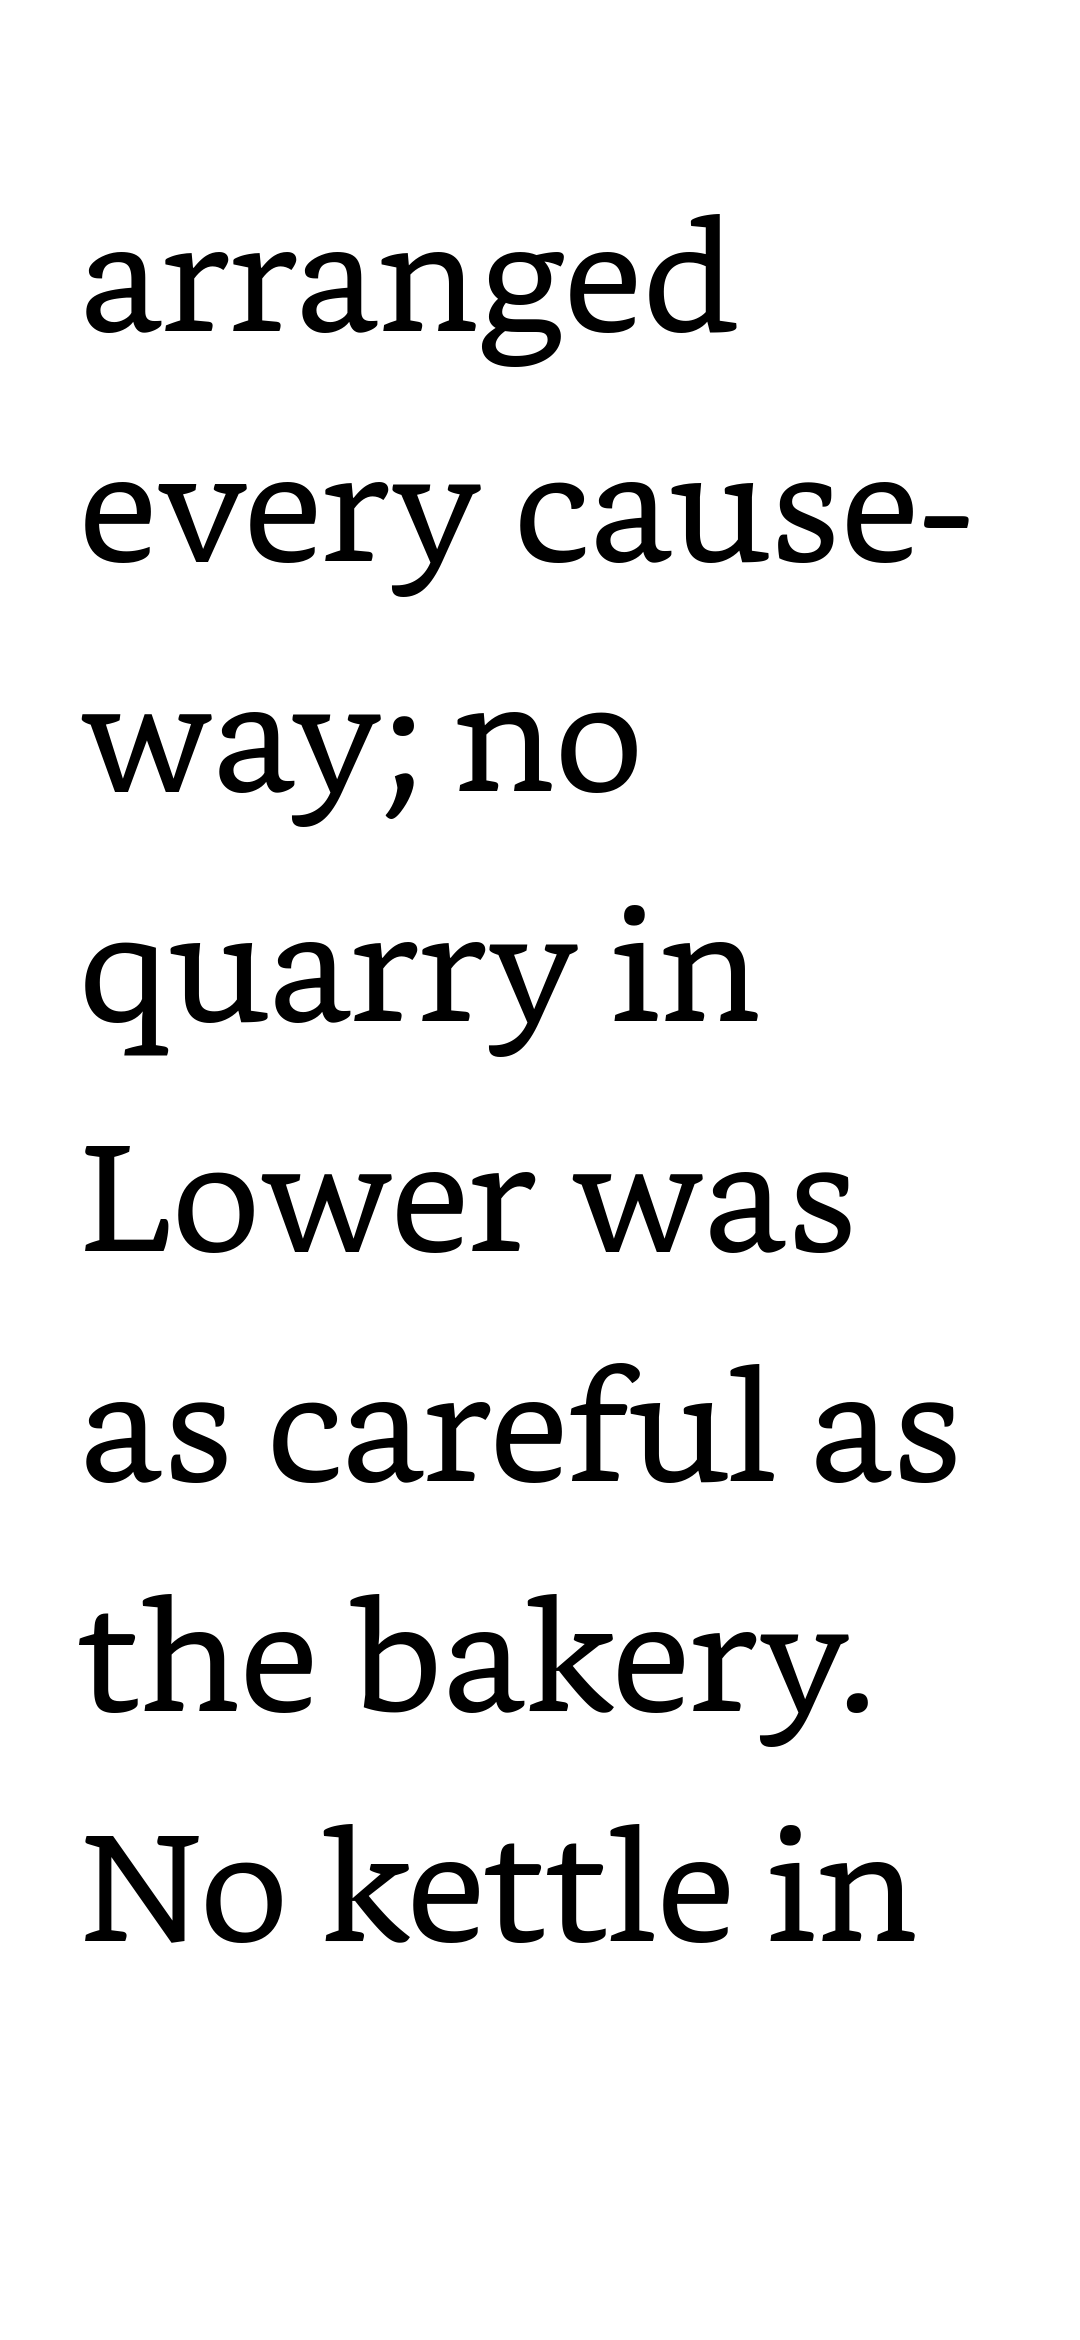 arranged
every cause-
way; no
quarry in
Lower was
as careful as
the bakery.
No kettle in